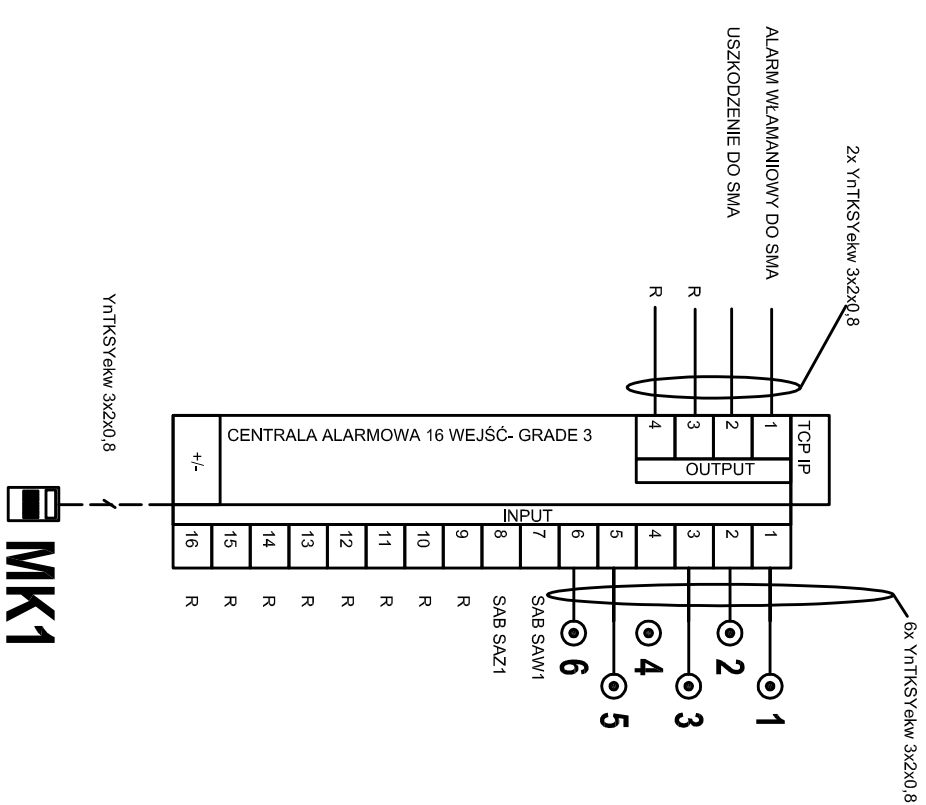 2x YnTKSYekw 3x2x0,8
ALARM WŁAMANIOWY DO SMA
USZKODZENIE DO SMA
R
R
TCP IP
1
2
3
4
OUTPUT
CENTRALA ALARMOWA 16 WEJŚĆ- GRADE 3
+/-
INPUT
1
2
3
4
5
6
7
8
9
10
11
12
13
14
15
16
SAB SAW1
SAB SAZ1
R
R
R
R
R
R
R
R
1
2
3
4
5
6
6x YnTKSYekw 3x2x0,8
YnTKSYekw 3x2x0,8
MK1